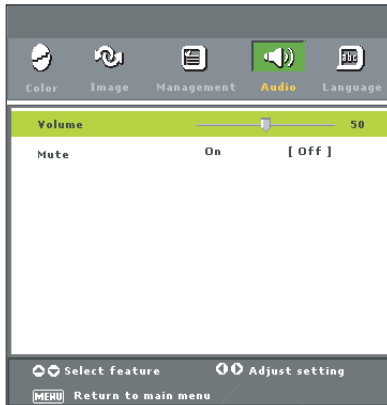 Color Image Management Audio Language
Volume 50
Mute On [ Off ]
Select feature Adjust setting
MENU Return to main menu